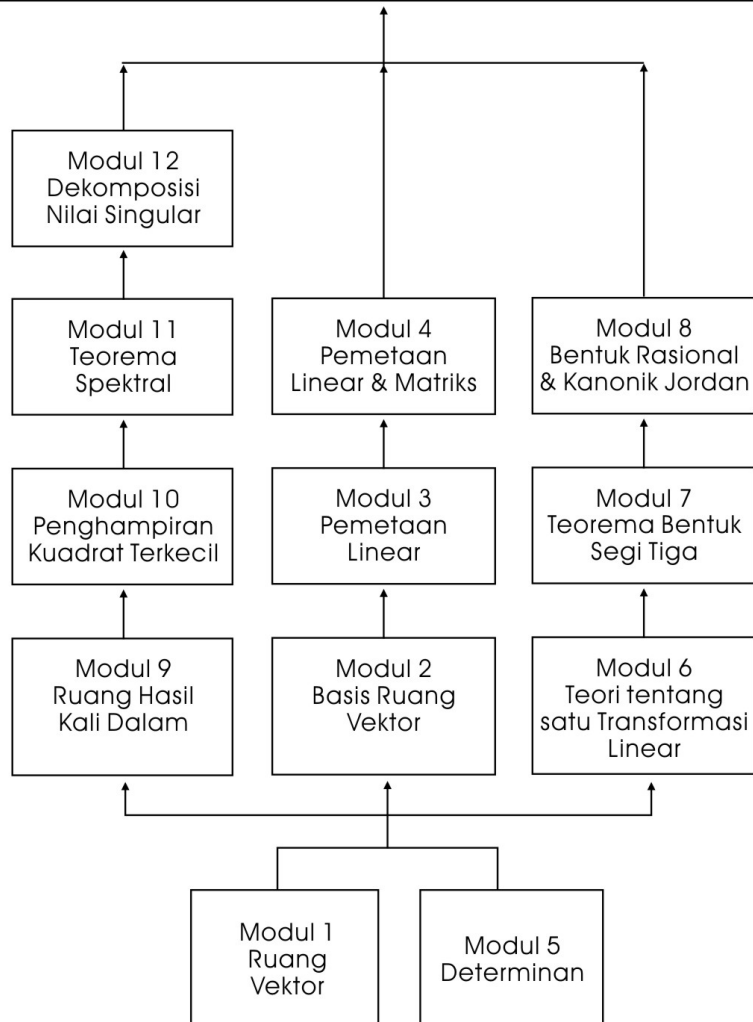 Modul 12
Dekomposisi
Nilai Singular
Modul 11
Teorema
Spektral
Modul 4
Pemetaan
Linear & Matriks
Modul 8
Bentuk Rasional
& Kanonik Jordan
Modul 10
Penghampiran
Kuadrat Terkecil
Modul 3
Pemetaan
Linear
Modul 7
Teorema Bentuk
Segi Tiga
Modul 9
Ruang Hasil
Kali Dalam
Modul 2
Basis Ruang
Vektor
Modul 6
Teori tentang
satu Transformasi
Linear
Modul 1
Ruang
Vektor
Modul 5
Determinan